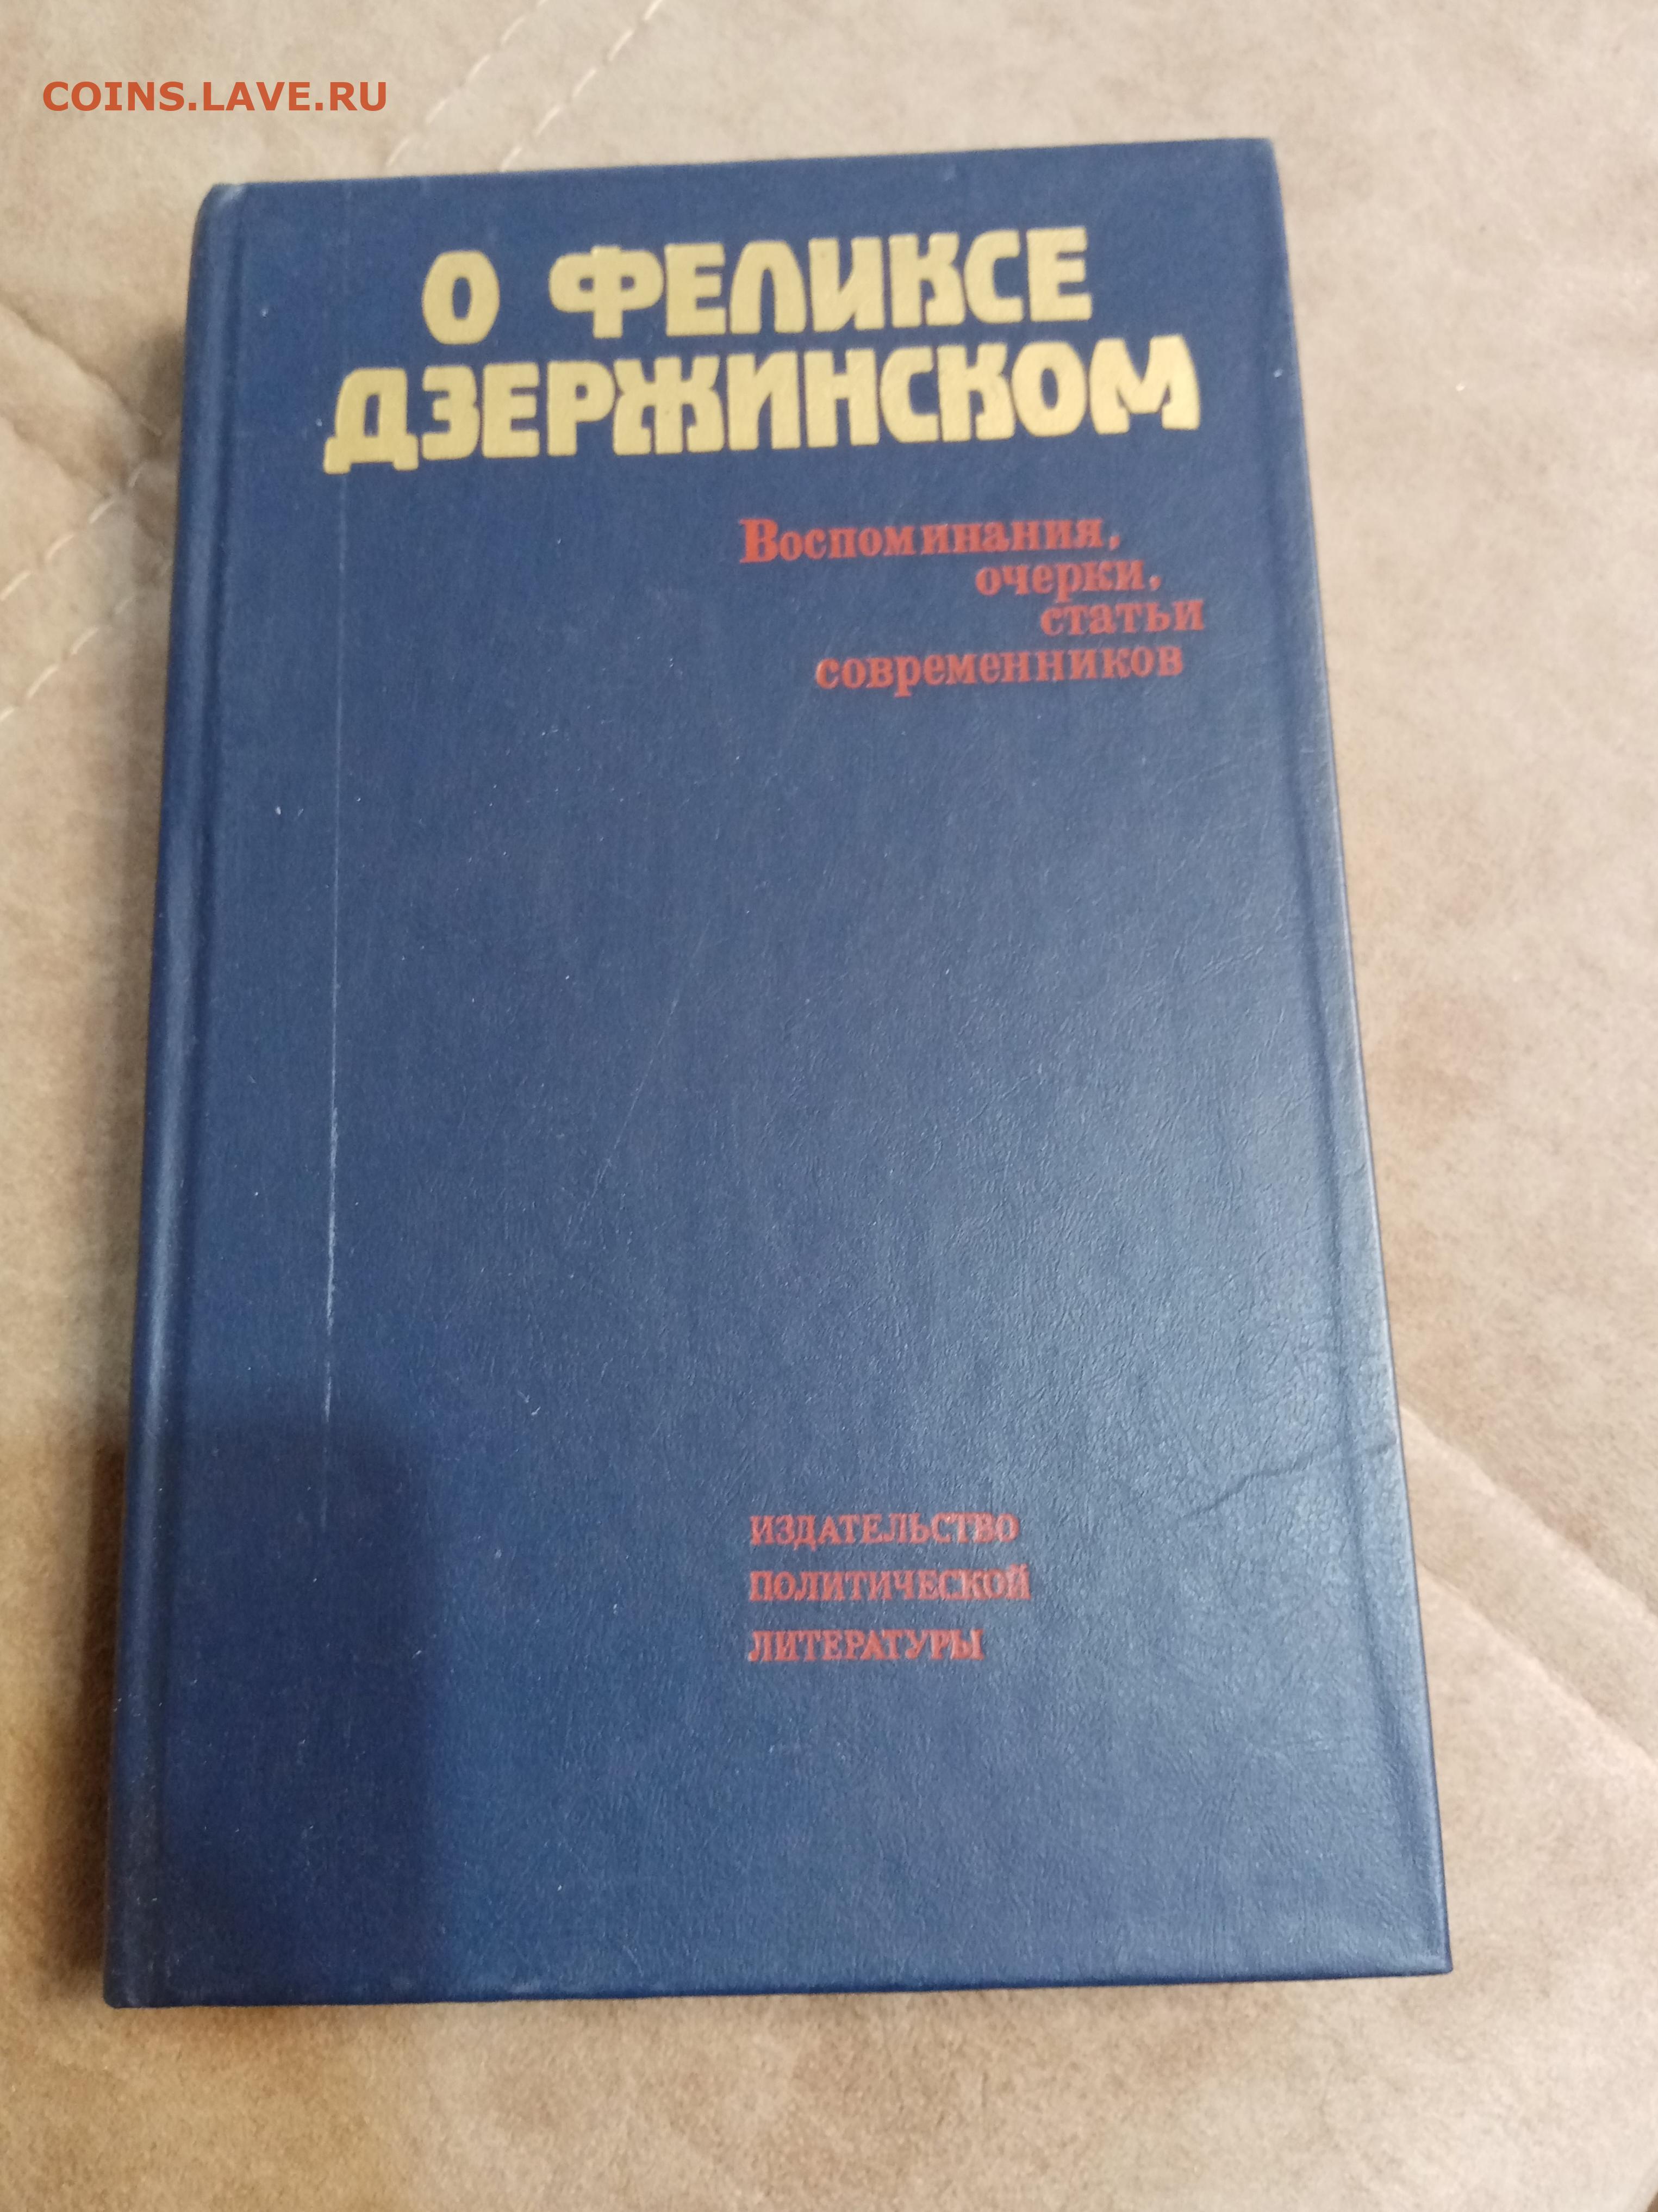 COINS.LAVE.RU
О ФЕЛИКСЕ
ДЗЕРЖИНСКОМ
Воспоминания,
очерки,
статьи
современников
ИЗДАТЕЛЬСТВО
ПОЛИТИЧЕСКОЙ
ЛИТЕРАТУРЫ